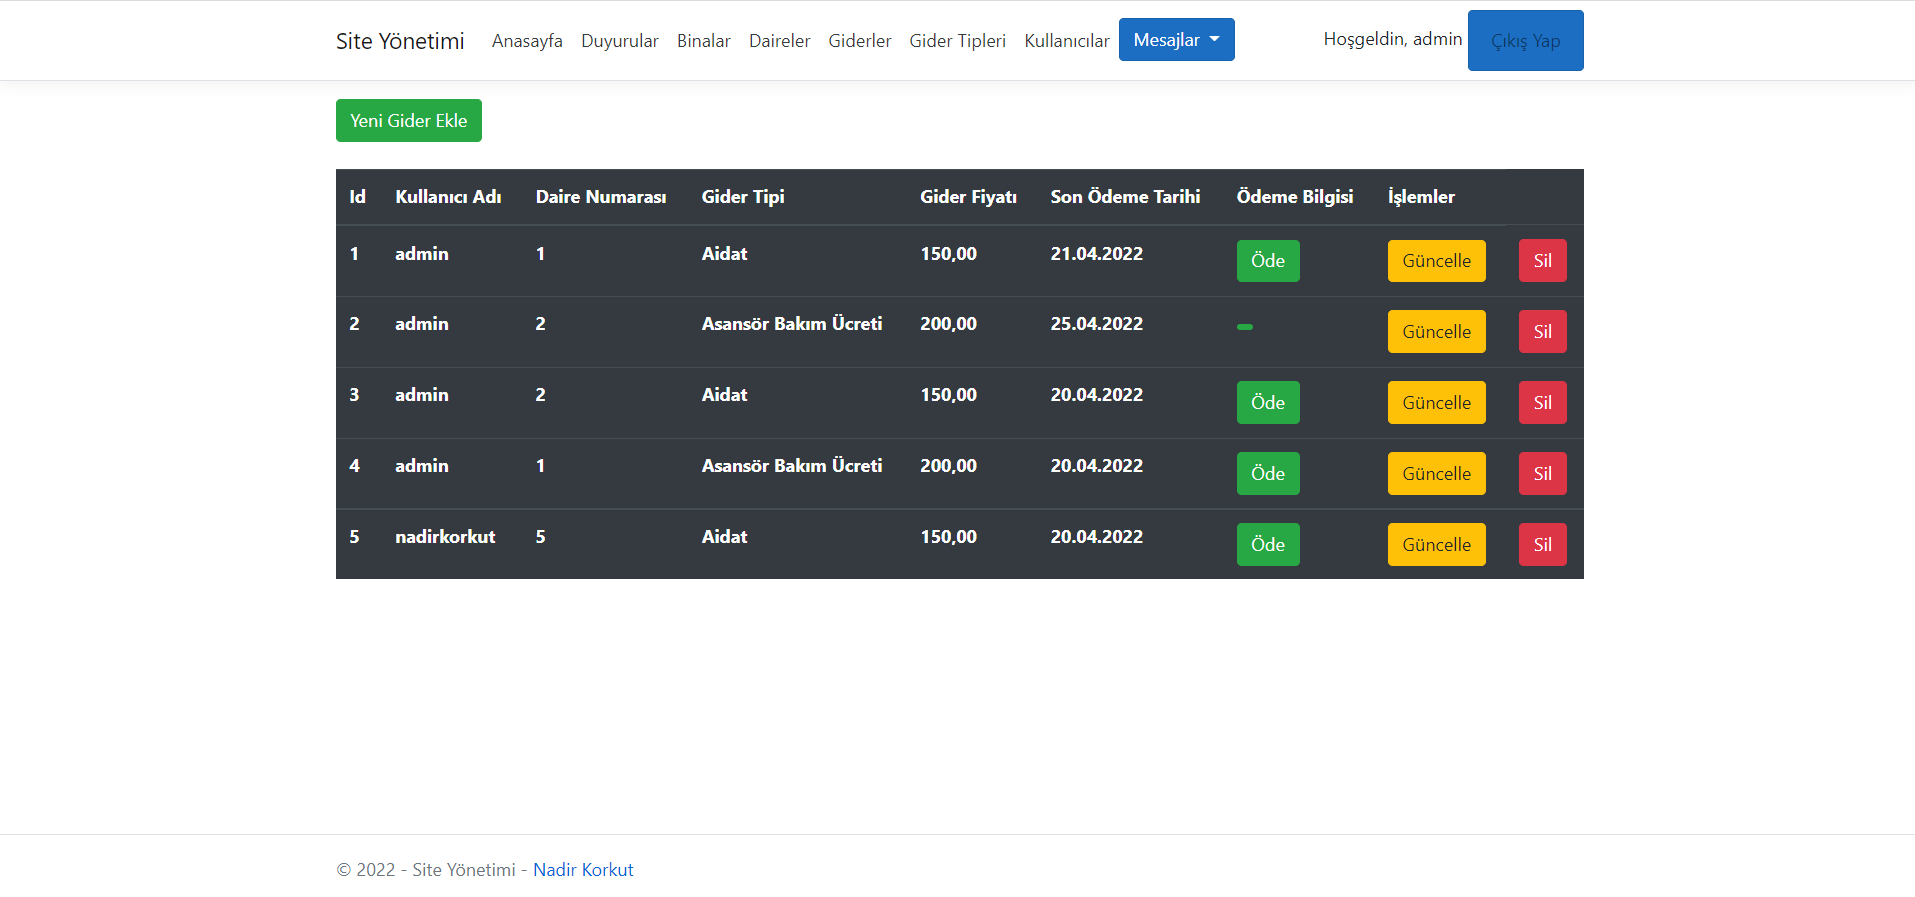 Site Yönetimi Anasayfa Duyurular Binalar Daireler Giderler Gider Tipleri Kullanıcılar Mesajlar Hoşgeldin, admin Çıkış Yap
Yeni Gider Ekle
Id Kullanıcı Adı Daire Numarası Gider Tipi Gider Fiyatı Son Ödeme Tarihi Ödeme Bilgisi İşlemler
1 admin 1 Aidat 150,00 21.04.2022 Öde Güncelle Sil
2 admin 2 Asansör Bakım Ücreti 200,00 25.04.2022 Güncelle Sil
3 admin 2 Aidat 150,00 20.04.2022 Öde Güncelle Sil
4 admin 1 Asansör Bakım Ücreti 200,00 20.04.2022 Öde Güncelle Sil
5 nadirkorkut 5 Aidat 150,00 20.04.2022 Öde Güncelle Sil
© 2022 - Site Yönetimi - Nadir Korkut